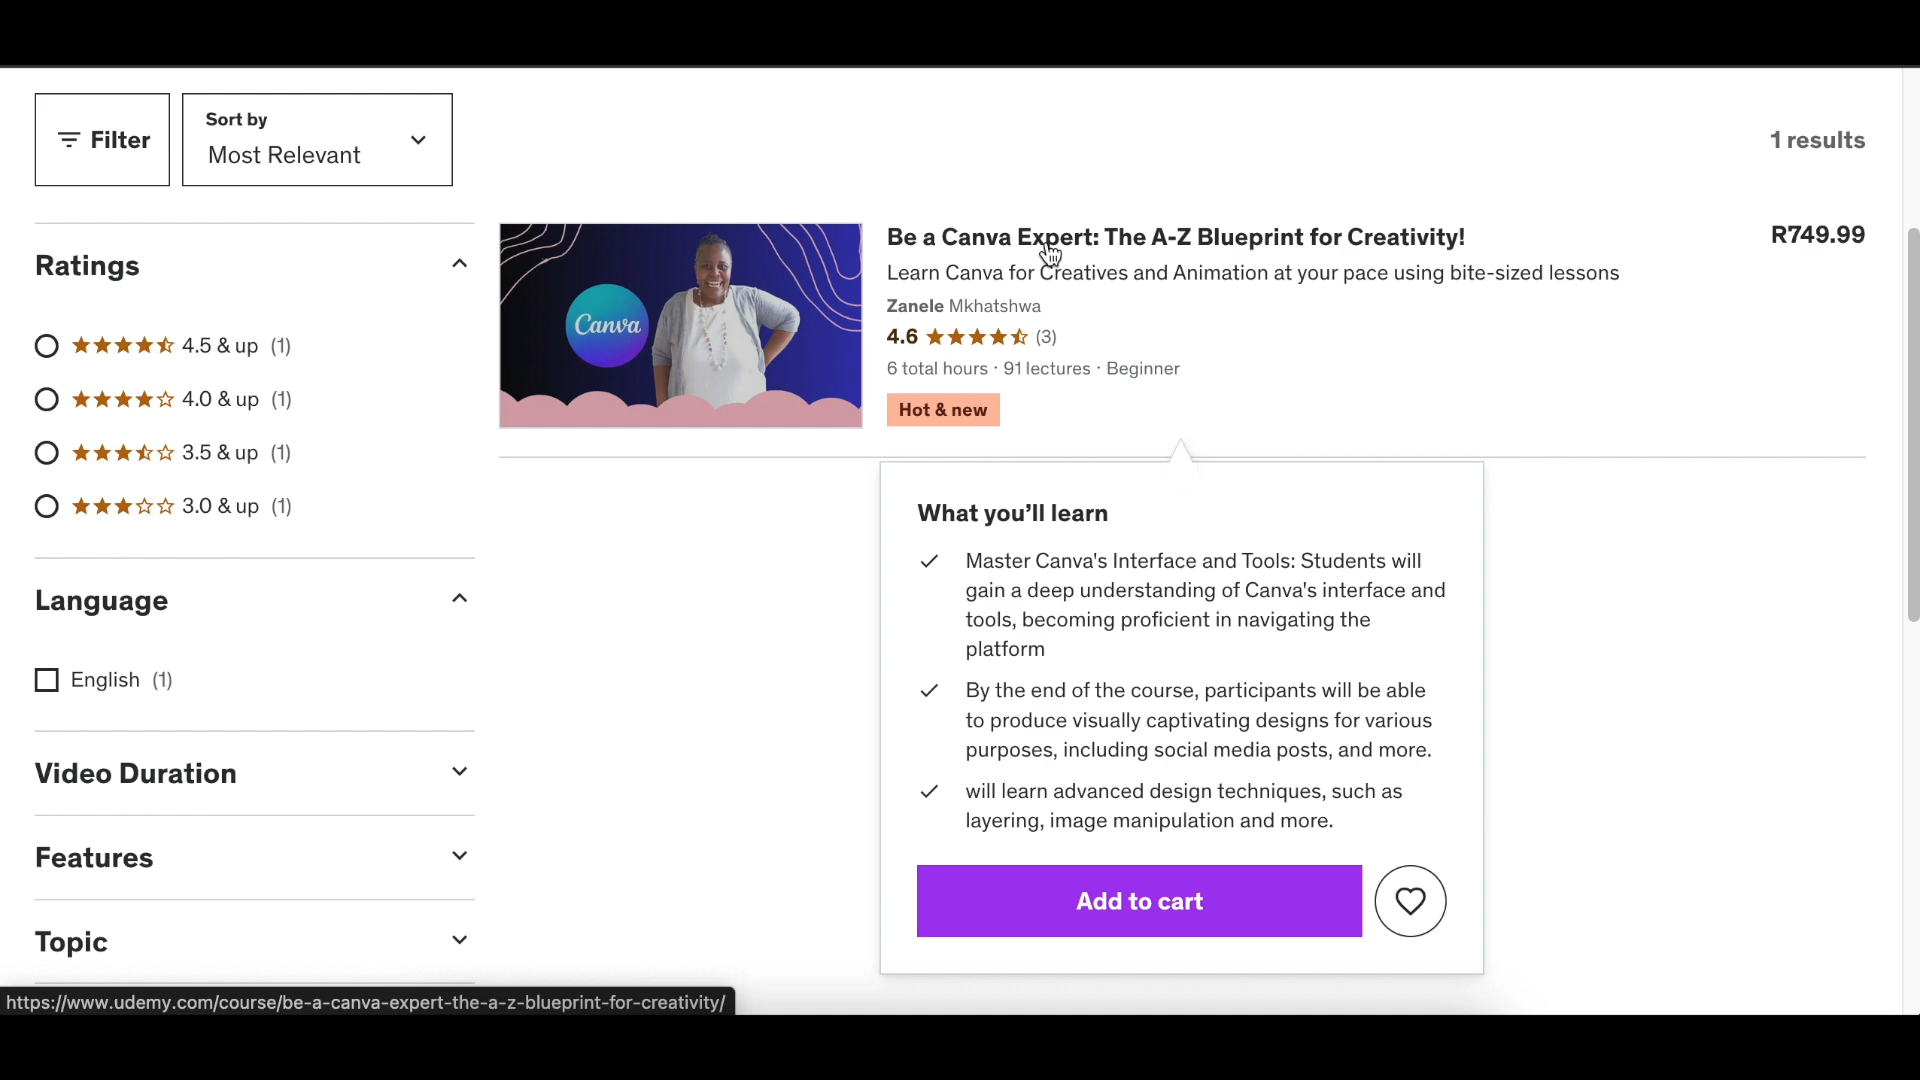 Filter
Sort by
Most Relevant
1 results
Ratings
4.5 & up (1)
4.0 & up (1)
3.5 & up (1)
3.0 & up (1)
Language
English (1)
Video Duration
Features
Topic
Canva
Be a Canva Expert: The A-Z Blueprint for Creativity!
R749.99
Learn Canva for Creatives and Animation at your pace using bite-sized lessons
Zanele Mkhatshwa
4.6 (3)
6 total hours · 91 lectures · Beginner
Hot & new
What you’ll learn
Master Canva's Interface and Tools: Students will
gain a deep understanding of Canva's interface and
tools, becoming proficient in navigating the
platform
By the end of the course, participants will be able
to produce visually captivating designs for various
purposes, including social media posts, and more.
will learn advanced design techniques, such as
layering, image manipulation and more.
Add to cart
https://www.udemy.com/course/be-a-canva-expert-the-a-z-blueprint-for-creativity/